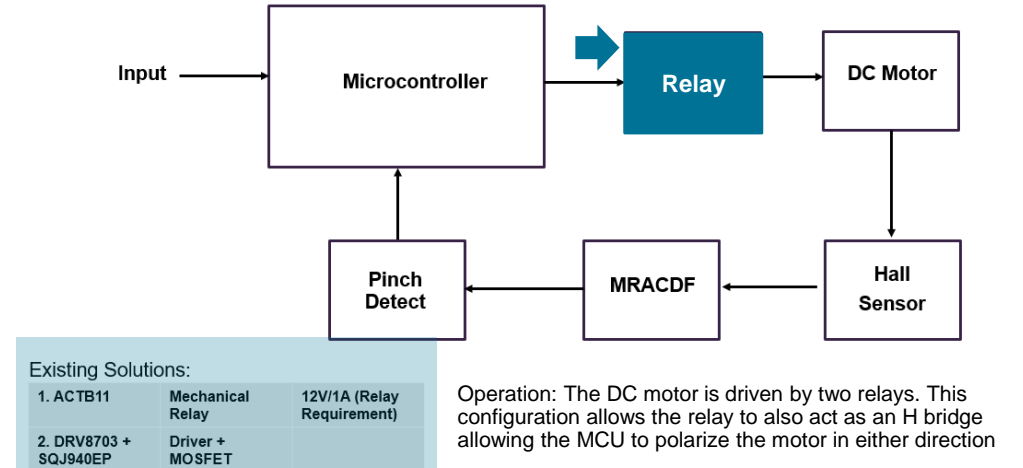 Input
Microcontroller
Relay
DC Motor
Pinch
Detect
MRACDF
Hall
Sensor
Existing Solutions:
1. ACTB11
Mechanical
Relay
12V/1A (Relay
Requirement)
2. DRV8703 +
SQJ940EP
Driver +
MOSFET
Operation: The DC motor is driven by two relays. This
configuration allows the relay to also act as an H bridge
allowing the MCU to polarize the motor in either direction